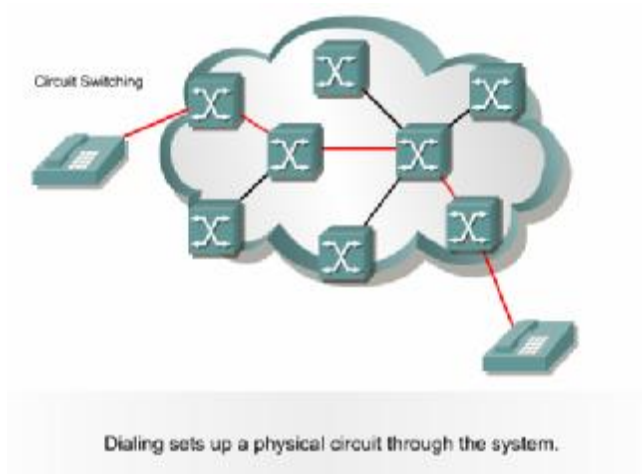 Circuit Switching
Dialing sets up a physical circuit through the system.